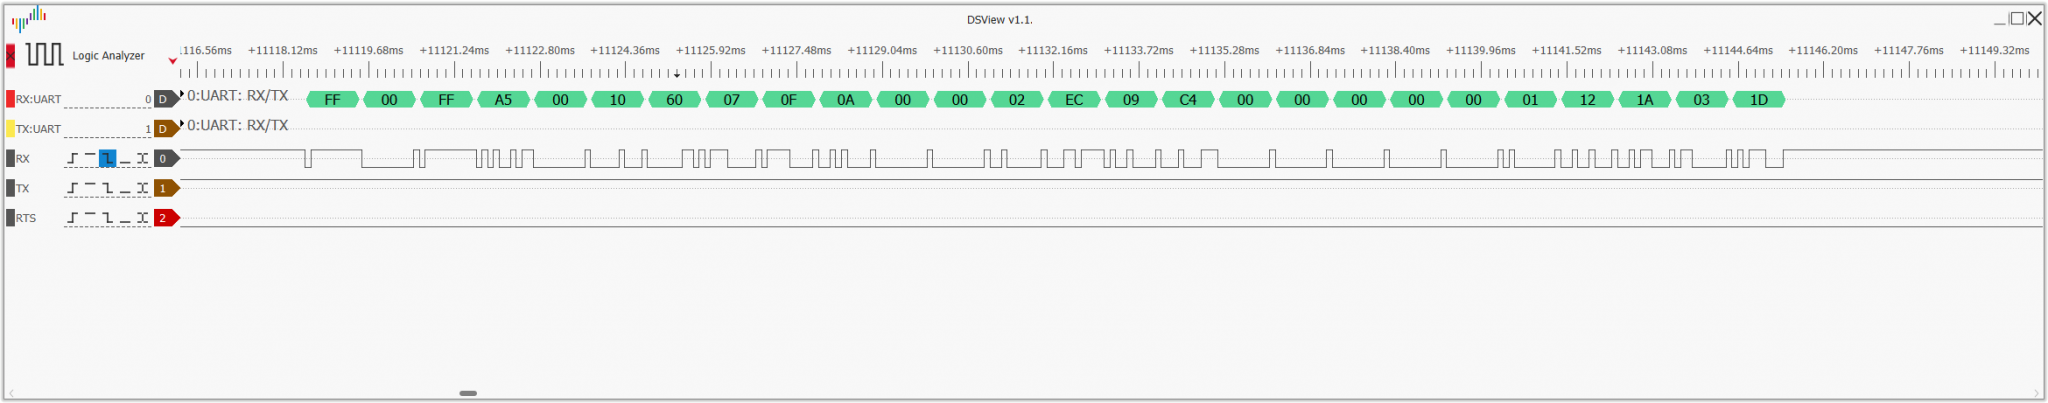 DSView v1.1.
Logic Analyzer
116.56ms +11118.12ms +11119.68ms +11121.24ms +11122.80ms +11124.36ms +11125.92ms +11127.48ms +11129.04ms +11130.60ms +11132.16ms +11133.72ms +11135.28ms +11136.84ms +11138.40ms +11139.96ms +11141.52ms +11143.08ms +11144.64ms +11146.20ms +11147.76ms +11149.32ms
RX:UART 0 D 0:UART: RX/TX FF 00 FF A5 00 10 60 07 0F 0A 00 00 02 EC 09 C4 00 00 00 00 00 01 12 1A 03 1D
TX:UART 1 D 0:UART: RX/TX
RX 0
TX 1
RTS 2